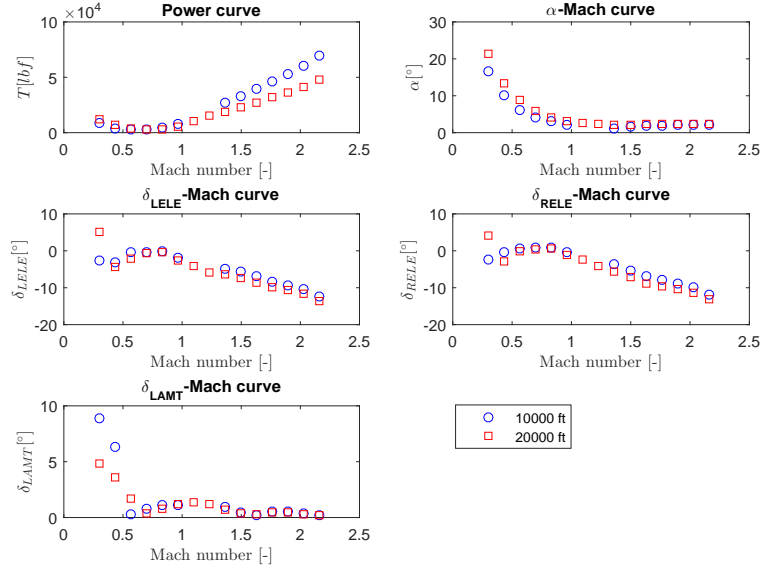 Power curve
×10⁴
10
5
0
0 0.5 1 1.5 2 2.5
T[lbf]
Mach number [-]
α-Mach curve
30
20
10
0
0 0.5 1 1.5 2 2.5
α[°]
Mach number [-]
δLELE-Mach curve
10
0
-10
-20
0 0.5 1 1.5 2 2.5
δLELE[°]
Mach number [-]
δRELE-Mach curve
10
0
-10
-20
0 0.5 1 1.5 2 2.5
δRELE[°]
Mach number [-]
δLAMT-Mach curve
10
5
0
0 0.5 1 1.5 2 2.5
δLAMT[°]
Mach number [-]
10000 ft
20000 ft